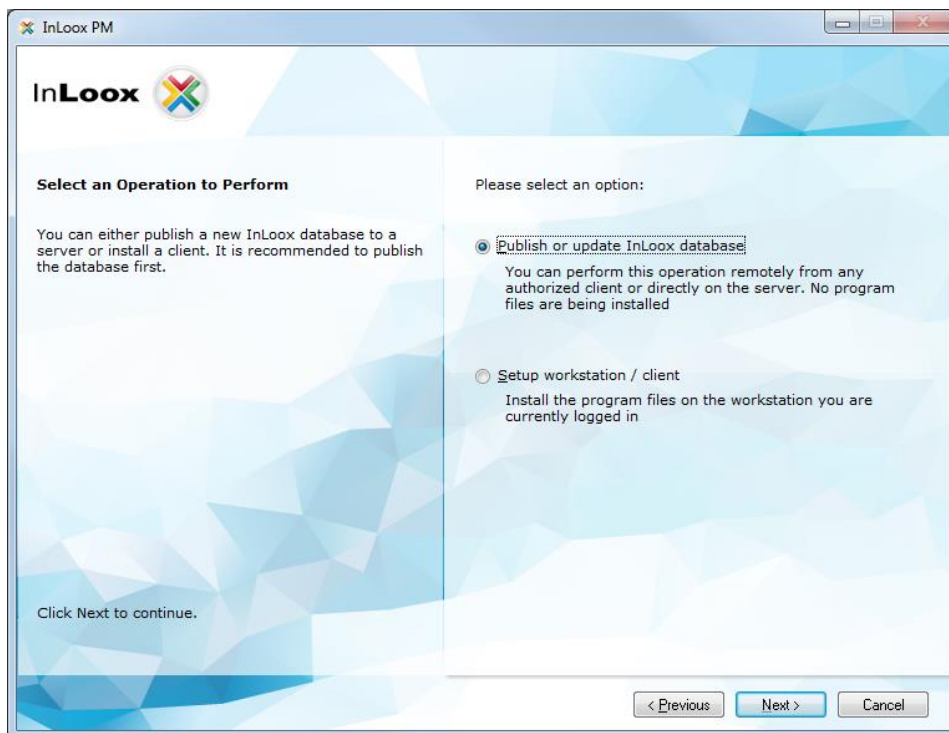 InLoox PM
InLoox
Select an Operation to Perform
You can either publish a new InLoox database to a
server or install a client. It is recommended to publish
the database first.
Click Next to continue.
Please select an option:
Publish or update InLoox database
You can perform this operation remotely from any
authorized client or directly on the server. No program
files are being installed
Setup workstation / client
Install the program files on the workstation you are
currently logged in
< Previous
Next >
Cancel